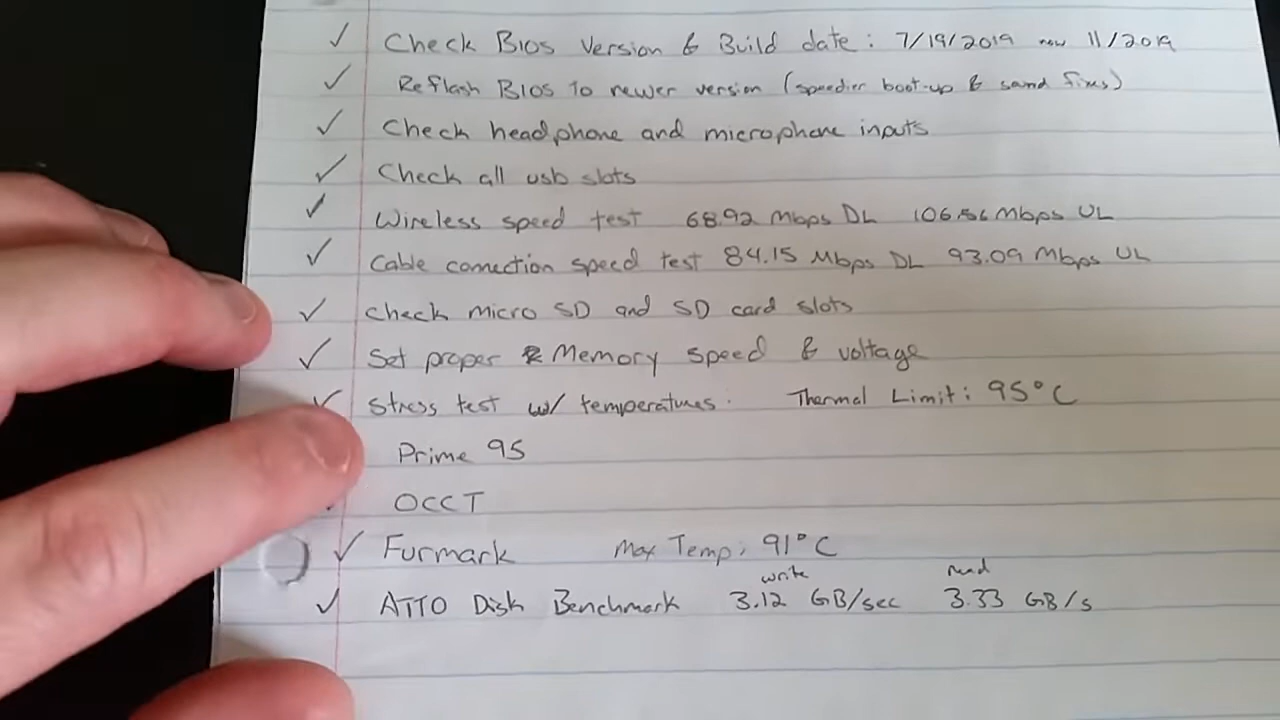 ✓ Check Bios Version & Build date: 7/19/2019 now 11/2019
✓ Reflash BIOS to newer version (speedier boot-up & sound fixes)
✓ Check headphone and microphone inputs
✓ Check all usb slots
✓ Wireless speed test 68.92 Mbps DL 106.56 Mbps UL
✓ Cable connection speed test 84.15 Mbps DL 93.09 Mbps UL
✓ Check micro SD and SD card slots
✓ Set proper Memory speed & voltage
✓ Stress test w/ temperatures: Thermal Limit: 95°C
Prime 95
OCCT
✓ Furmark Max Temp: 91°C
write read
✓ ATTO Disk Benchmark 3.12 GB/sec 3.33 GB/s